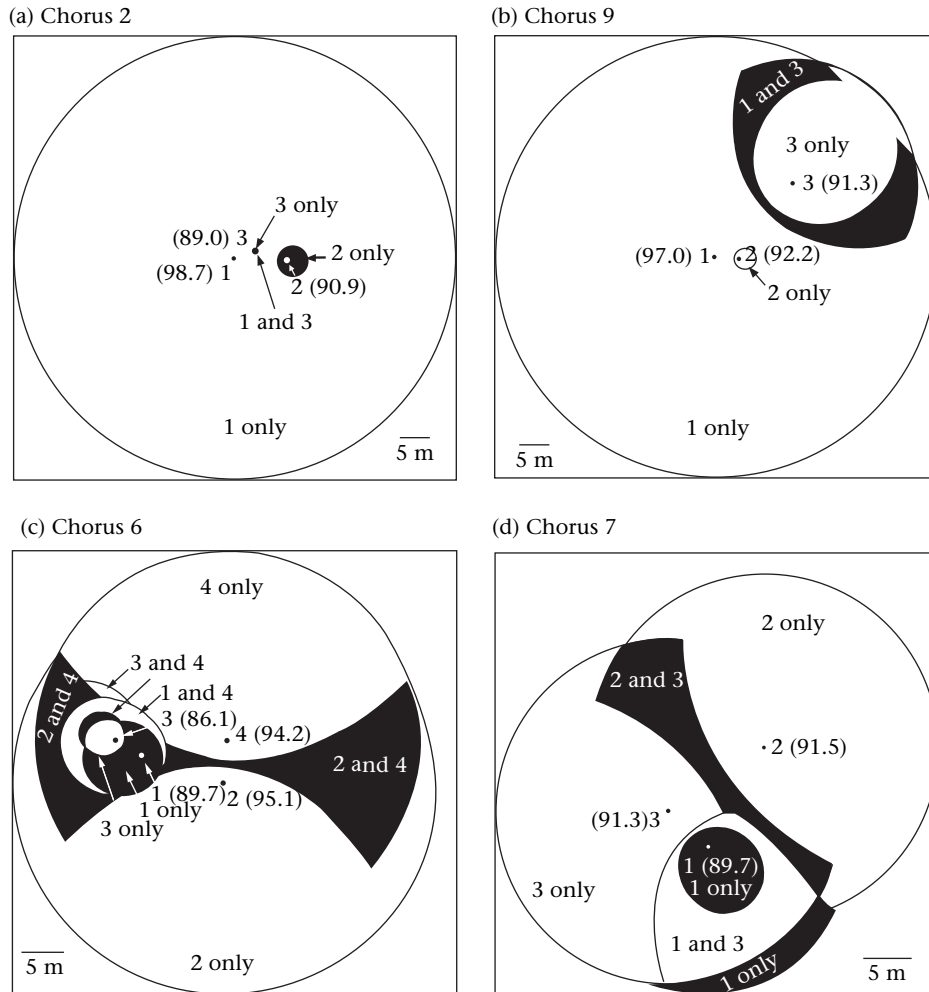 (a) Chorus 2
3 only
(89.0) 3
2 only
(98.7) 1
2 (90.9)
1 and 3
1 only
5 m
(b) Chorus 9
1 and 3
3 only
3 (91.3)
(97.0) 1
2 (92.2)
2 only
1 only
5 m
(c) Chorus 6
4 only
3 and 4
1 and 4
2 and 4
3 (86.1)
4 (94.2)
2 and 4
1 (89.7)
2 (95.1)
1 only
3 only
2 only
5 m
(d) Chorus 7
2 only
2 and 3
2 (91.5)
(91.3)3
1 (89.7)
1 only
3 only
1 and 3
1 only
5 m